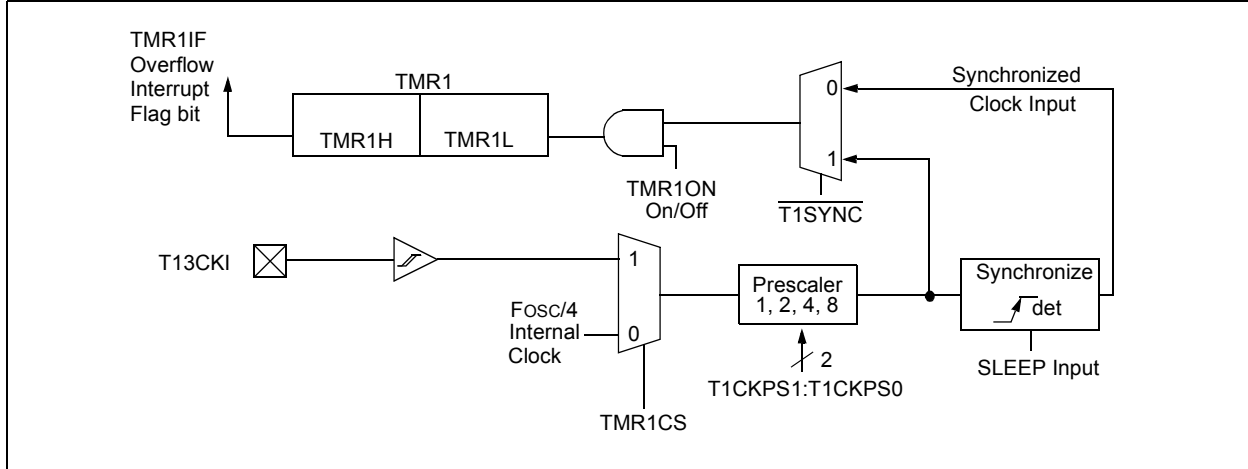 TMR1IF
Overflow
Interrupt
Flag bit
TMR1
TMR1H
TMR1L
TMR1ON
On/Off
0
1
T1SYNC
Synchronized
Clock Input
T13CKI
1
0
FOSC/4
Internal
Clock
TMR1CS
Prescaler
1, 2, 4, 8
2
T1CKPS1:T1CKPS0
Synchronize
det
SLEEP Input